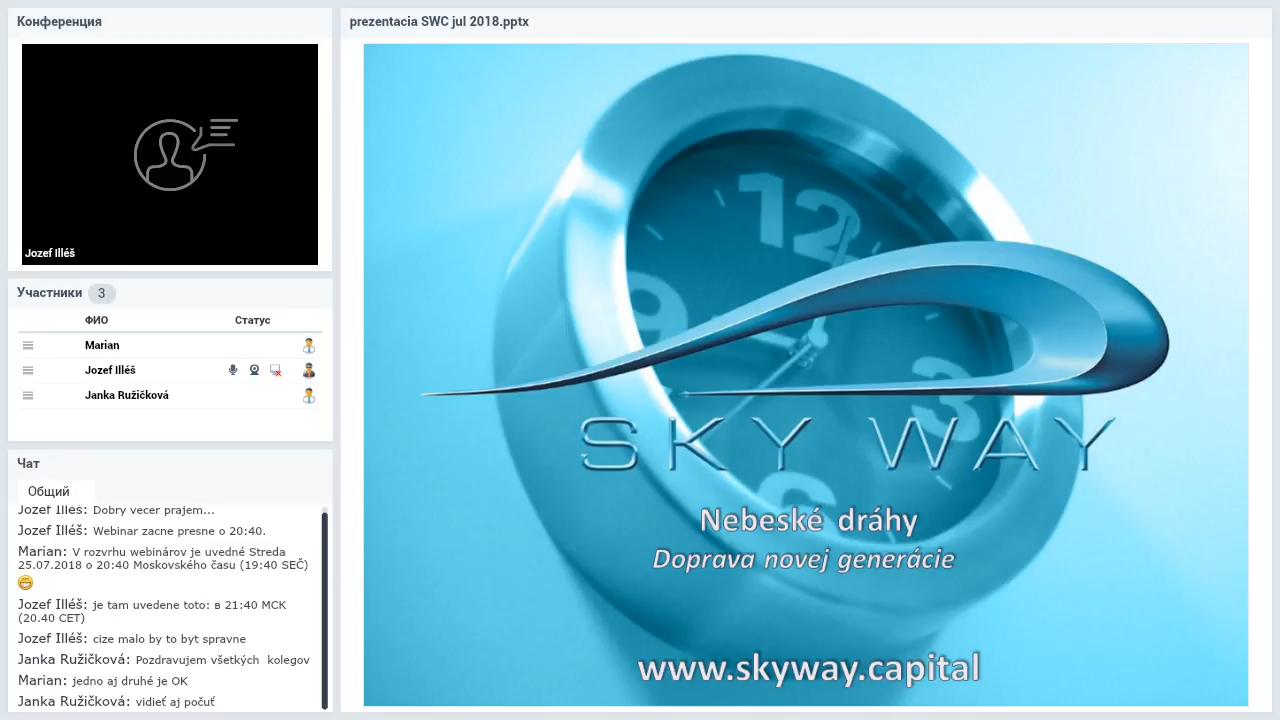 Конференция
Jozef Illéš
Участники 3
ФИО Статус
Marian
Jozef Illéš
Janka Ružičková
Чат
Общий
Jozef Illéš: Dobry vecer prajem...
Jozef Illéš: Webinar zacne presne o 20:40.
Marian: V rozvrhu webinárov je uvedné Streda
25.07.2018 o 20:40 Moskovského času (19:40 SEČ)
Jozef Illéš: je tam uvedene toto: в 21:40 МСК
(20.40 CET)
Jozef Illéš: cize malo by to byt spravne
Janka Ružičková: Pozdravujem všetkých kolegov
Marian: jedno aj druhé je OK
Janka Ružičková: vidieť aj počuť
prezentacia SWC jul 2018.pptx
12
9
3
6
SKY WAY
Nebeské dráhy
Doprava novej generácie
www.skyway.capital